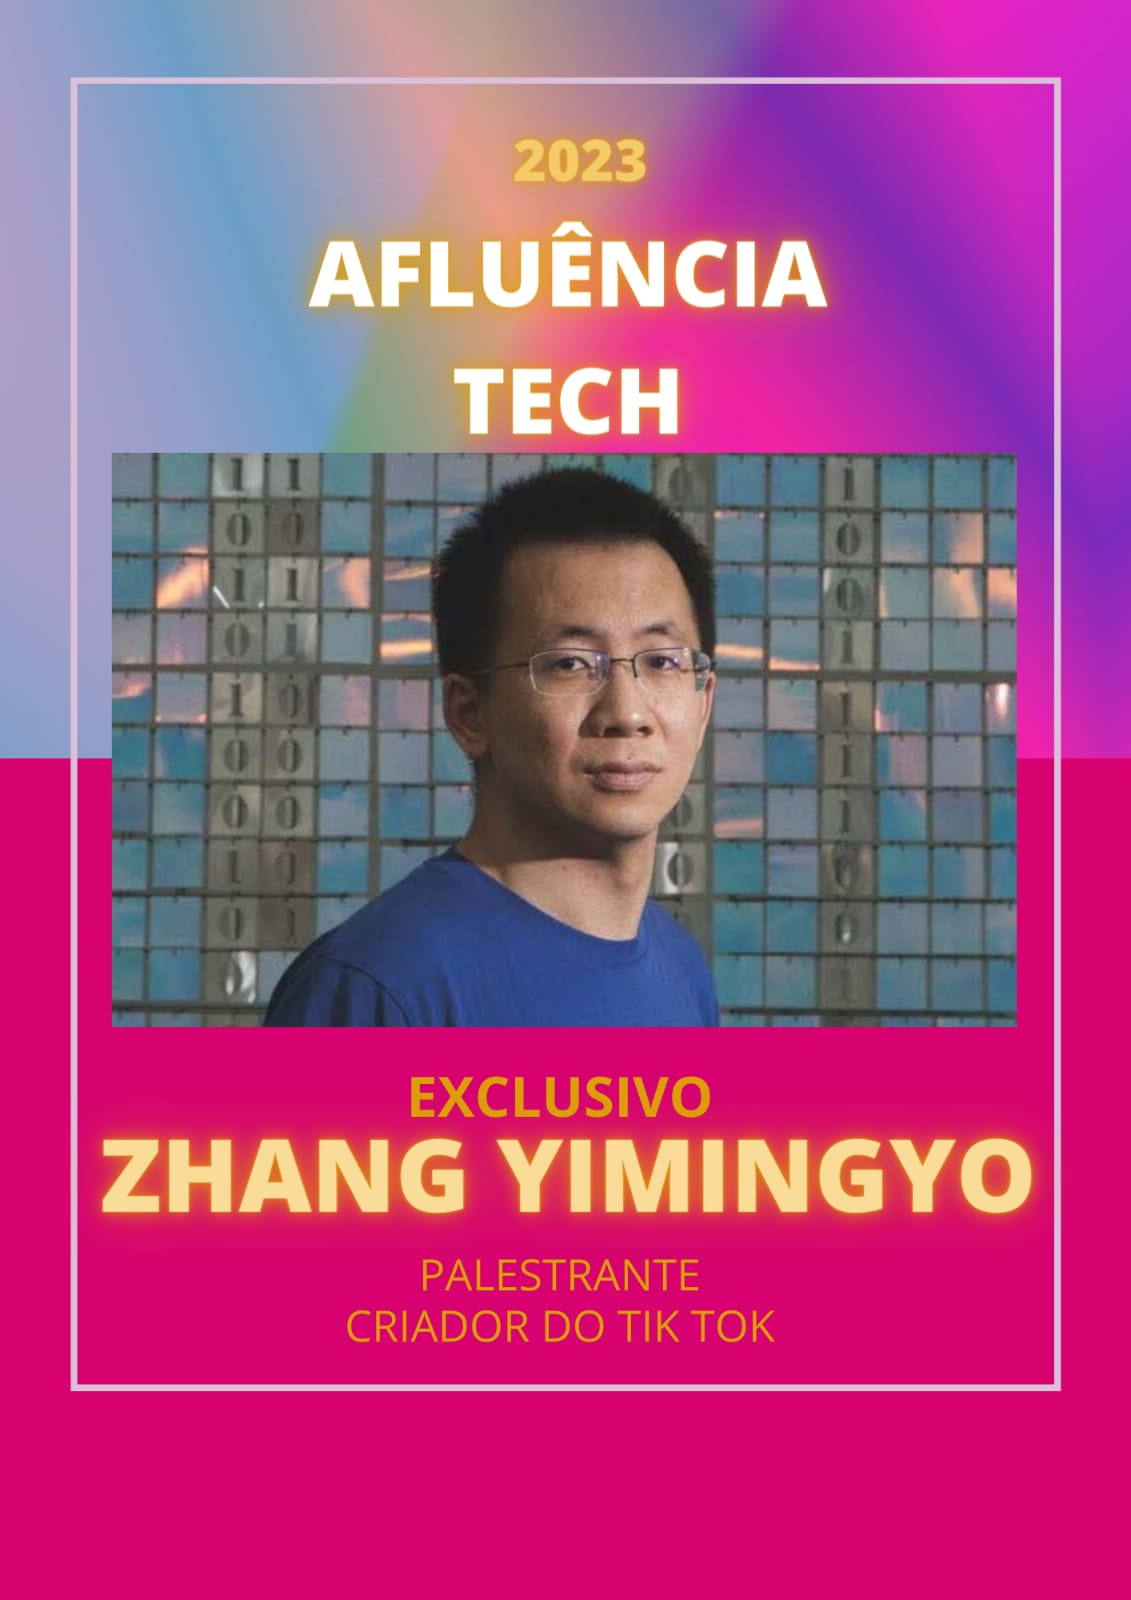 2023
AFLUÊNCIA
TECH
EXCLUSIVO
ZHANG YIMINGYO
PALESTRANTE
CRIADOR DO TIK TOK